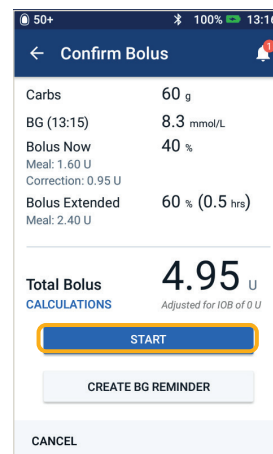 50+ 100% 13:16
← Confirm Bolus 1
Carbs 60 g
BG (13:15) 8.3 mmol/L
Bolus Now 40 %
Meal: 1.60 U
Correction: 0.95 U
Bolus Extended 60 % (0.5 hrs)
Meal: 2.40 U
Total Bolus 4.95 U
CALCULATIONS Adjusted for IOB of 0 U
START
CREATE BG REMINDER
CANCEL